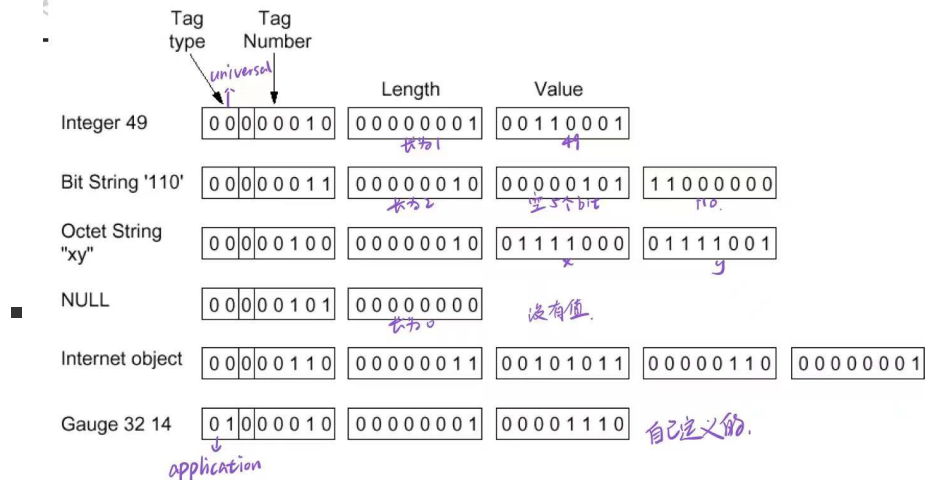 Tag type
Tag Number
universal
Length
Value
Integer 49
0 0 0 0 0 0 1 0
0 0 0 0 0 0 0 1
0 0 1 1 0 0 0 1
长为1
49
Bit String '110'
0 0 0 0 0 0 1 1
0 0 0 0 0 0 1 0
0 0 0 0 0 1 0 1
1 1 0 0 0 0 0 0
长为2
空5个bit
110.
Octet String "xy"
0 0 0 0 0 1 0 0
0 0 0 0 0 0 1 0
0 1 1 1 1 0 0 0
0 1 1 1 1 0 0 1
x
y
NULL
0 0 0 0 0 1 0 1
0 0 0 0 0 0 0 0
长为0
没有值.
Internet object
0 0 0 0 0 1 1 0
0 0 0 0 0 0 1 1
0 0 1 0 1 0 1 1
0 0 0 0 0 1 1 0
0 0 0 0 0 0 0 1
Gauge 32 14
0 1 0 0 0 0 1 0
0 0 0 0 0 0 0 1
0 0 0 0 1 1 1 0
自己定义的.
application